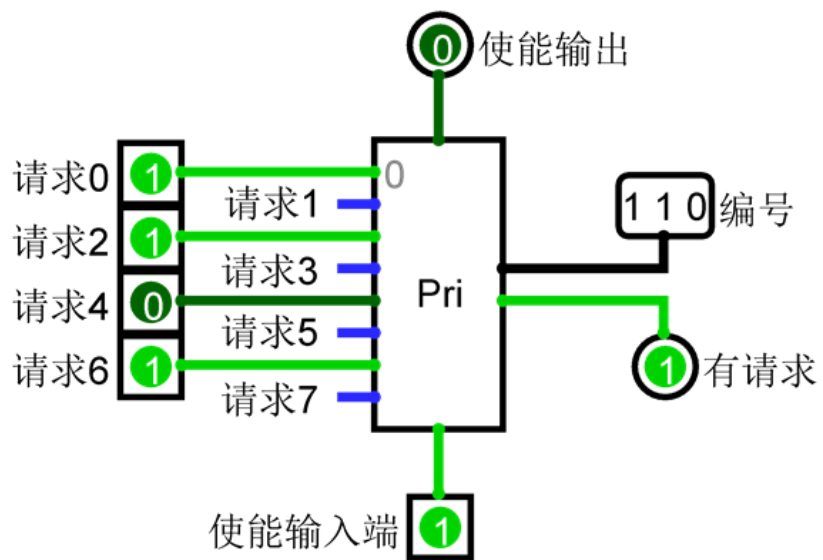 0 使能输出
请求0 1 0
请求1
请求2 1
请求3
请求4 0
请求5
请求6 1
请求7
Pri
1 1 0 编号
1 有请求
使能输入端 1